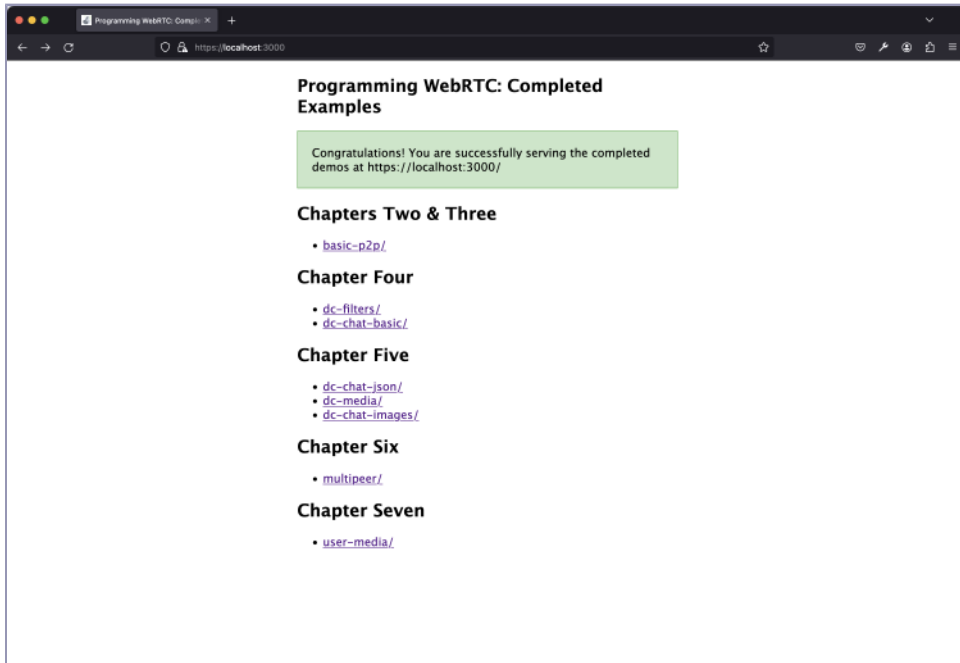 Programming WebRTC: Comple
https://localhost:3000
Programming WebRTC: Completed
Examples
Congratulations! You are successfully serving the completed
demos at https://localhost:3000/
Chapters Two & Three
• basic-p2p/
Chapter Four
• dc-filters/
• dc-chat-basic/
Chapter Five
• dc-chat-json/
• dc-media/
• dc-chat-images/
Chapter Six
• multipeer/
Chapter Seven
• user-media/